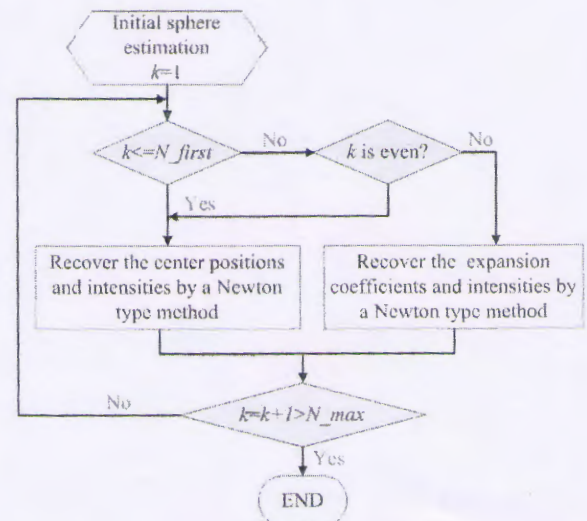 Initial sphere
estimation
k=1
k<=N_first
No
k is even?
No
Yes
Recover the center positions
and intensities by a Newton
type method
Recover the expansion
coefficients and intensities by
a Newton type method
No
k=k+1>N_max
Yes
END